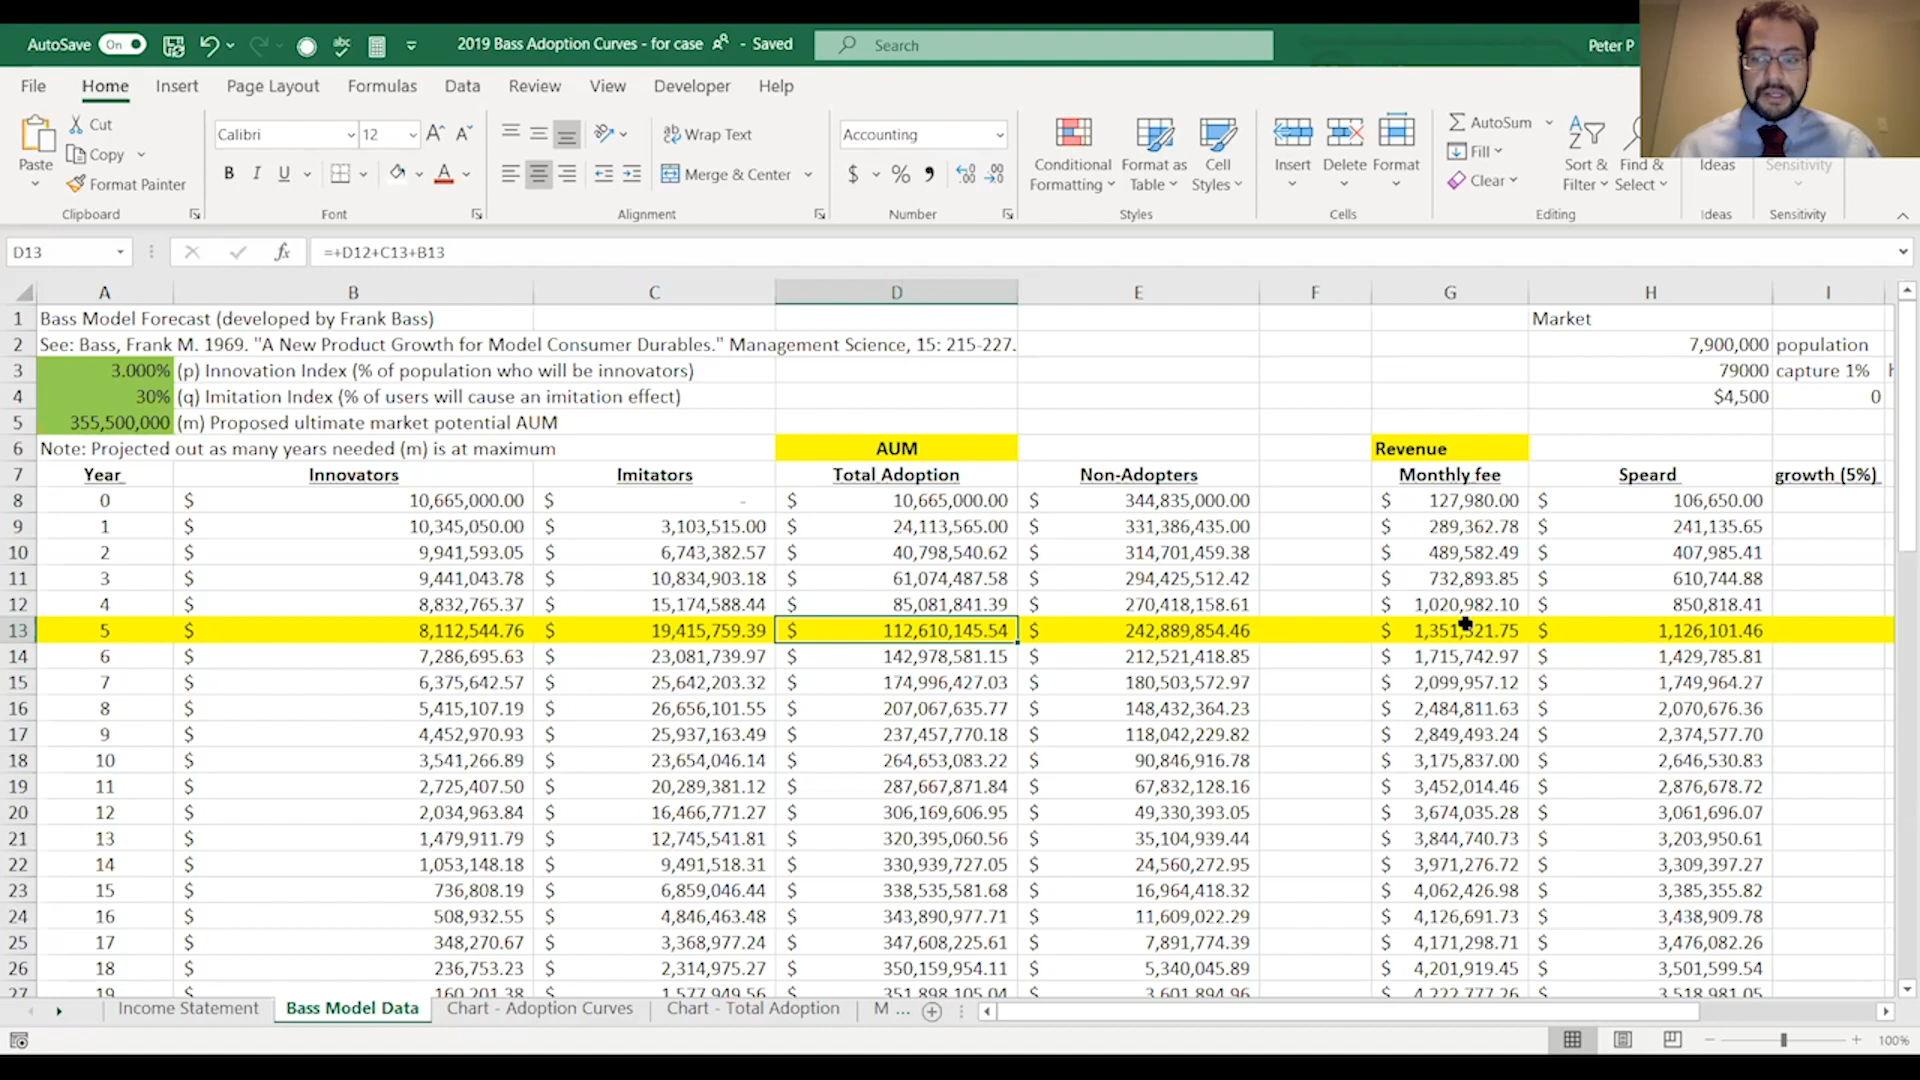 AutoSave On 2019 Bass Adoption Curves - for case - Saved Search Peter P
File Home Insert Page Layout Formulas Data Review View Developer Help
Paste Cut Copy Format Painter Clipboard
Calibri 12 B I U A Font
Wrap Text Merge & Center Alignment
Accounting $ % Number
Conditional Formatting Format as Table Cell Styles Styles
Insert Delete Format Cells
AutoSum Fill Clear Sort & Filter Find & Select Editing
Ideas Ideas
Sensitivity Sensitivity
D13 fx =+D12+C13+B13
A B C D E F G H I
1 Bass Model Forecast (developed by Frank Bass) Market
2 See: Bass, Frank M. 1969. "A New Product Growth for Model Consumer Durables." Management Science, 15: 215-227. 7,900,000 population
3 3.000% (p) Innovation Index (% of population who will be innovators) 79000 capture 1%
4 30% (q) Imitation Index (% of users will cause an imitation effect) $4,500 0
5 355,500,000 (m) Proposed ultimate market potential AUM
6 Note: Projected out as many years needed (m) is at maximum AUM Revenue
7 Year Innovators Imitators Total Adoption Non-Adopters Monthly fee Speard growth (5%)
8 0 $ 10,665,000.00 $ - $ 10,665,000.00 $ 344,835,000.00 $ 127,980.00 $ 106,650.00
9 1 $ 10,345,050.00 $ 3,103,515.00 $ 24,113,565.00 $ 331,386,435.00 $ 289,362.78 $ 241,135.65
10 2 $ 9,941,593.05 $ 6,743,382.57 $ 40,798,540.62 $ 314,701,459.38 $ 489,582.49 $ 407,985.41
11 3 $ 9,441,043.78 $ 10,834,903.18 $ 61,074,487.58 $ 294,425,512.42 $ 732,893.85 $ 610,744.88
12 4 $ 8,832,765.37 $ 15,174,588.44 $ 85,081,841.39 $ 270,418,158.61 $ 1,020,982.10 $ 850,818.41
13 5 $ 8,112,544.76 $ 19,415,759.39 $ 112,610,145.54 $ 242,889,854.46 $ 1,351,321.75 $ 1,126,101.46
14 6 $ 7,286,695.63 $ 23,081,739.97 $ 142,978,581.15 $ 212,521,418.85 $ 1,715,742.97 $ 1,429,785.81
15 7 $ 6,375,642.57 $ 25,642,203.32 $ 174,996,427.03 $ 180,503,572.97 $ 2,099,957.12 $ 1,749,964.27
16 8 $ 5,415,107.19 $ 26,656,101.55 $ 207,067,635.77 $ 148,432,364.23 $ 2,484,811.63 $ 2,070,676.36
17 9 $ 4,452,970.93 $ 25,937,163.49 $ 237,457,770.18 $ 118,042,229.82 $ 2,849,493.24 $ 2,374,577.70
18 10 $ 3,541,266.89 $ 23,654,046.14 $ 264,653,083.22 $ 90,846,916.78 $ 3,175,837.00 $ 2,646,530.83
19 11 $ 2,725,407.50 $ 20,289,381.12 $ 287,667,871.84 $ 67,832,128.16 $ 3,452,014.46 $ 2,876,678.72
20 12 $ 2,034,963.84 $ 16,466,771.27 $ 306,169,606.95 $ 49,330,393.05 $ 3,674,035.28 $ 3,061,696.07
21 13 $ 1,479,911.79 $ 12,745,541.81 $ 320,395,060.56 $ 35,104,939.44 $ 3,844,740.73 $ 3,203,950.61
22 14 $ 1,053,148.18 $ 9,491,518.31 $ 330,939,727.05 $ 24,560,272.95 $ 3,971,276.72 $ 3,309,397.27
23 15 $ 736,808.19 $ 6,859,046.44 $ 338,535,581.68 $ 16,964,418.32 $ 4,062,426.98 $ 3,385,355.82
24 16 $ 508,932.55 $ 4,846,463.48 $ 343,890,977.71 $ 11,609,022.29 $ 4,126,691.73 $ 3,438,909.78
25 17 $ 348,270.67 $ 3,368,977.24 $ 347,608,225.61 $ 7,891,774.39 $ 4,171,298.71 $ 3,476,082.26
26 18 $ 236,753.23 $ 2,314,975.27 $ 350,159,954.11 $ 5,340,045.89 $ 4,201,919.45 $ 3,501,599.54
27 19 160,201.38 1,577,949.56 351,898,105.04 3,601,894.96 4,222,777.26 3,518,981.05
Income Statement Bass Model Data Chart - Adoption Curves Chart - Total Adoption M ...
100%